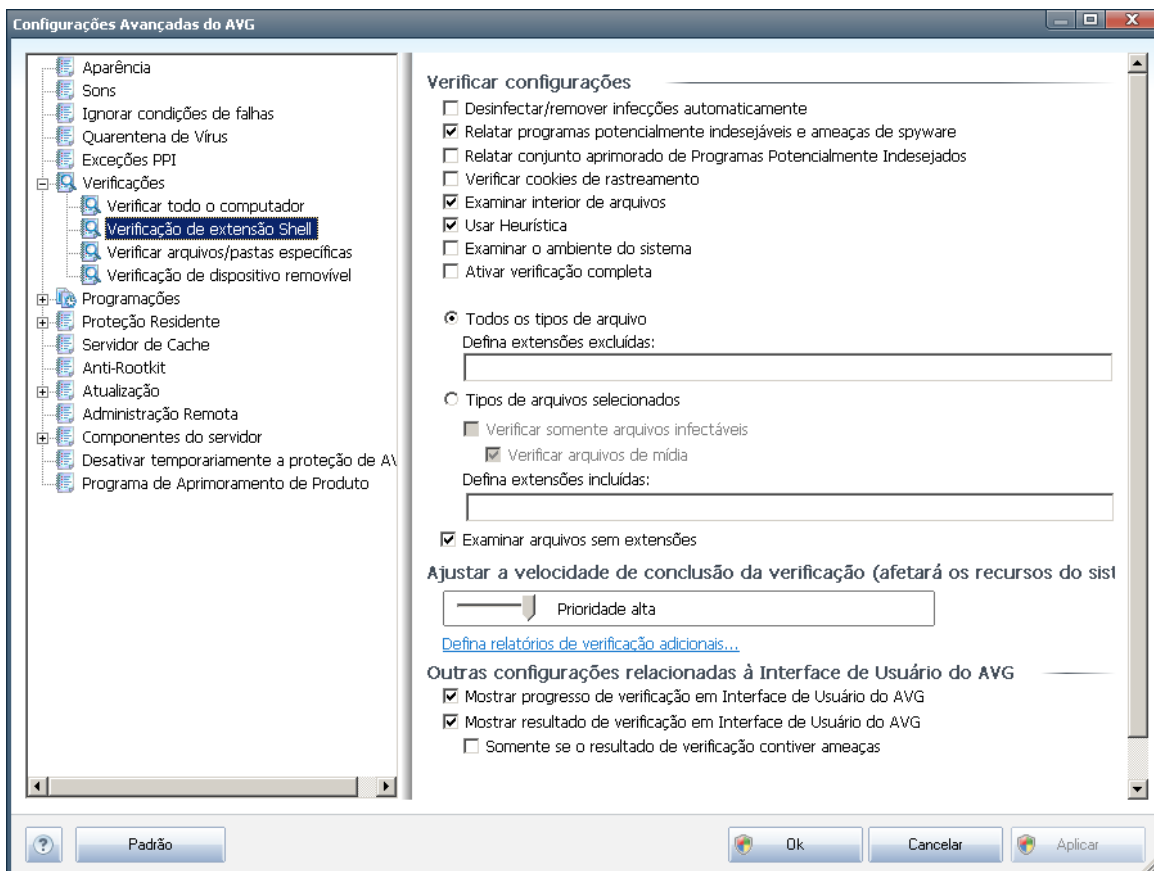 Configurações Avançadas do AVG
Aparência
Sons
Ignorar condições de falhas
Quarentena de Vírus
Exceções PPI
Verificações
Verificar todo o computador
Verificação de extensão Shell
Verificar arquivos/pastas específicas
Verificação de dispositivo removível
Programações
Proteção Residente
Servidor de Cache
Anti-Rootkit
Atualização
Administração Remota
Componentes do servidor
Desativar temporariamente a proteção de AV
Programa de Aprimoramento de Produto
Verificar configurações
Desinfectar/remover infecções automaticamente
Relatar programas potencialmente indesejáveis e ameaças de spyware
Relatar conjunto aprimorado de Programas Potencialmente Indesejados
Verificar cookies de rastreamento
Examinar interior de arquivos
Usar Heurística
Examinar o ambiente do sistema
Ativar verificação completa
Todos os tipos de arquivo
Defina extensões excluídas:
Tipos de arquivos selecionados
Verificar somente arquivos infectáveis
Verificar arquivos de mídia
Defina extensões incluídas:
Examinar arquivos sem extensões
Ajustar a velocidade de conclusão da verificação (afetará os recursos do sist
Prioridade alta
Defina relatórios de verificação adicionais...
Outras configurações relacionadas à Interface de Usuário do AVG
Mostrar progresso de verificação em Interface de Usuário do AVG
Mostrar resultado de verificação em Interface de Usuário do AVG
Somente se o resultado de verificação contiver ameaças
? Padrão Ok Cancelar Aplicar